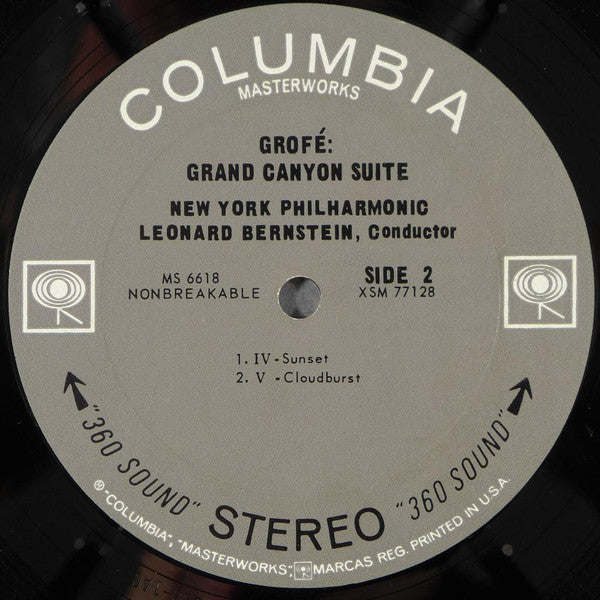 COLUMBIA
MASTERWORKS
GROFÉ:
GRAND CANYON SUITE
NEW YORK PHILHARMONIC
LEONARD BERNSTEIN, Conductor
MS 6618
NONBREAKABLE
SIDE 2
XSM 77128
1. IV - Sunset
2. V - Cloudburst
"360 SOUND" STEREO "360 SOUND"
® "COLUMBIA", "MASTERWORKS", MARCAS REG. PRINTED IN U.S.A.